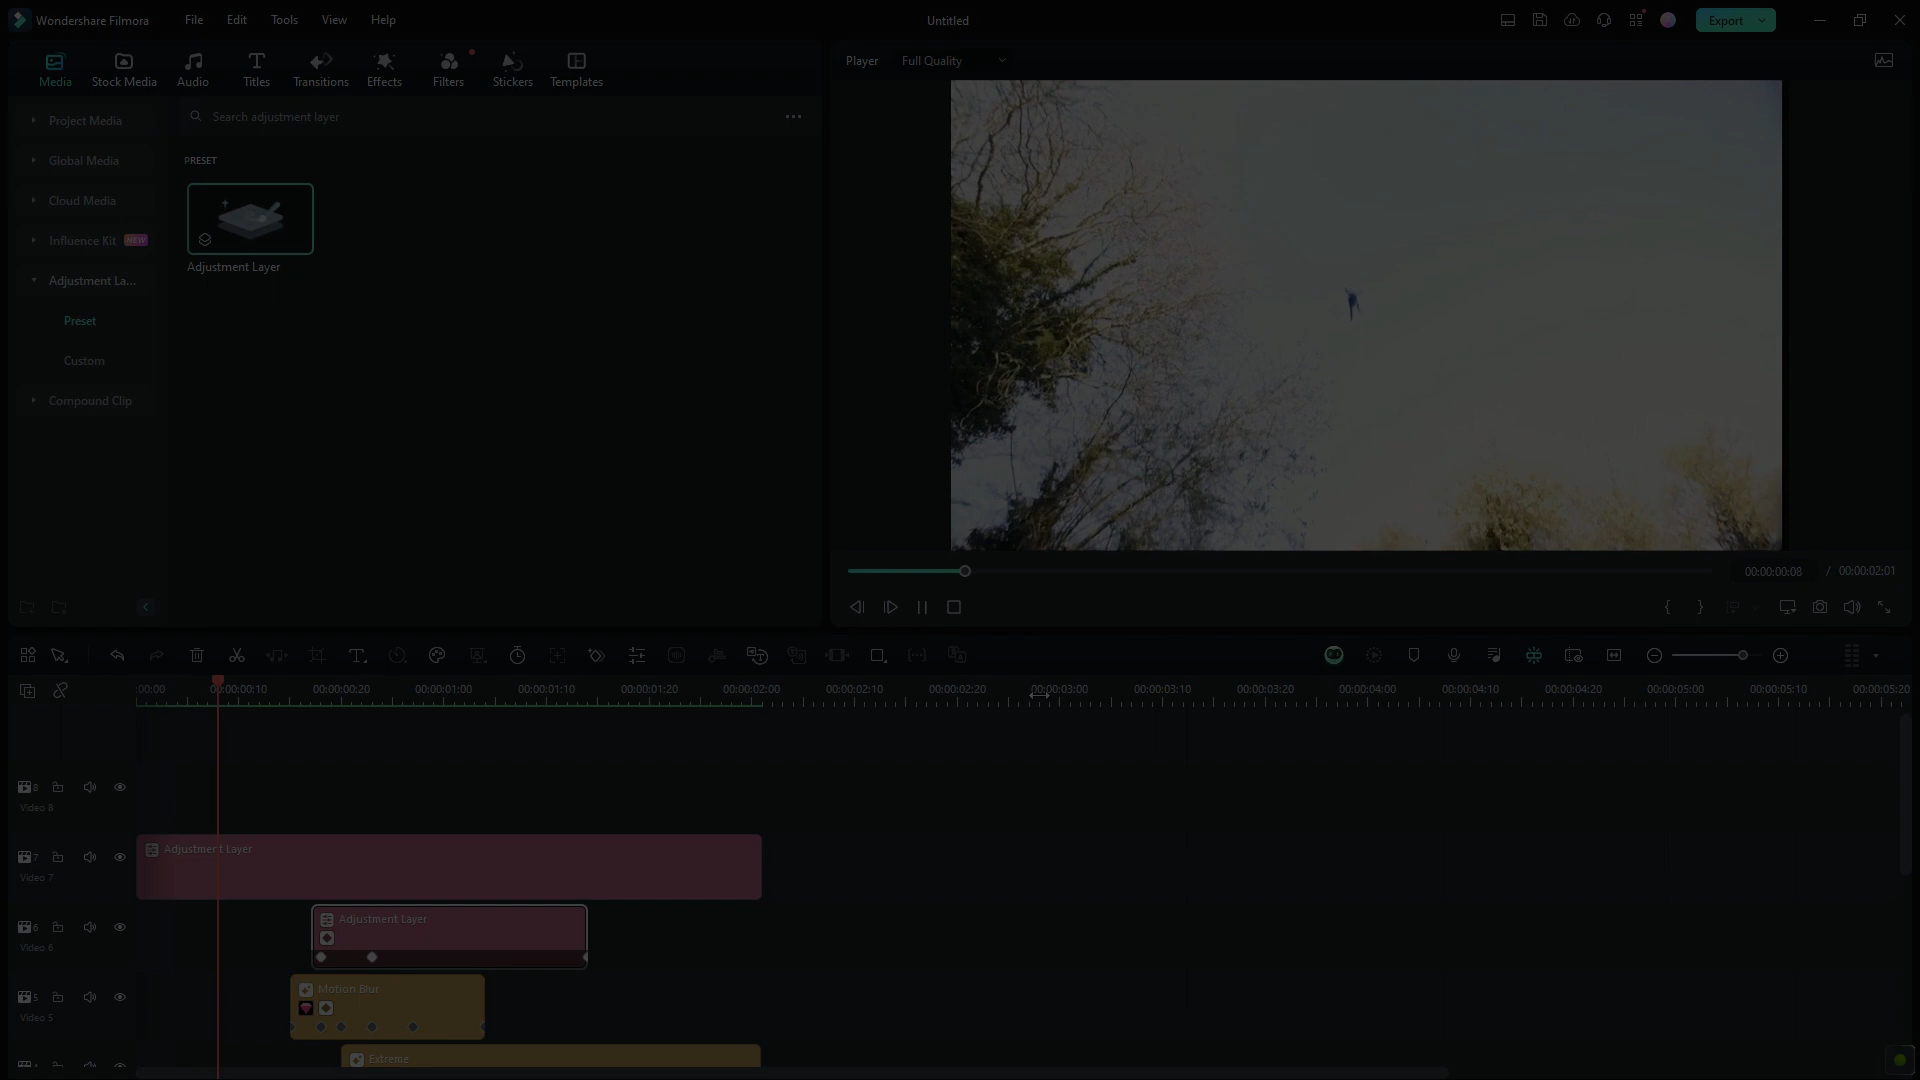 Wondershare Filmora File Edit Tools View Help Untitled Export
Media Stock Media Audio Titles Transitions Effects Filters Stickers Templates
Player Full Quality
Project Media
Search adjustment layer
Global Media
PRESET
Cloud Media
Influence Kit NEW
Adjustment Layer
Adjustment La...
Preset
Custom
Compound Clip
00:00:00:08 / 00:00:02:01
:00:00 00:00:00:10 00:00:00:20 00:00:01:00 00:00:01:10 00:00:01:20 00:00:02:00 00:00:02:10 00:00:02:20 00:00:03:00 00:00:03:10 00:00:03:20 00:00:04:00 00:00:04:10 00:00:04:20 00:00:05:00 00:00:05:10 00:00:05:20
8
Video 8
Adjustment Layer
7
Video 7
Adjustment Layer
6
Video 6
Motion Blur
5
Video 5
Extreme